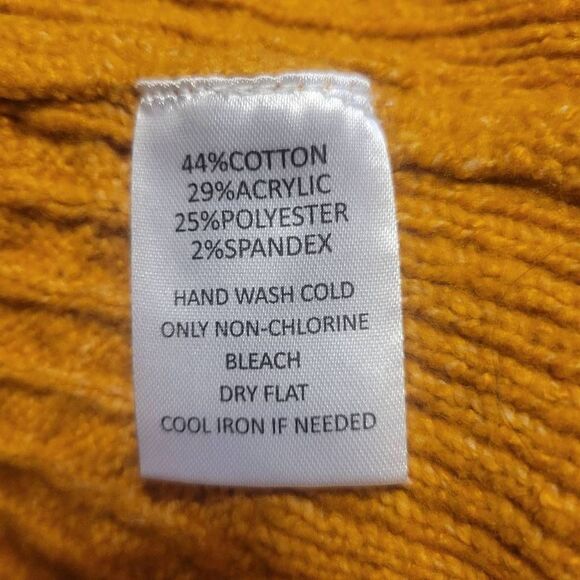 44%COTTON
29%ACRYLIC
25%POLYESTER
2%SPANDEX
HAND WASH COLD
ONLY NON-CHLORINE
BLEACH
DRY FLAT
COOL IRON IF NEEDED